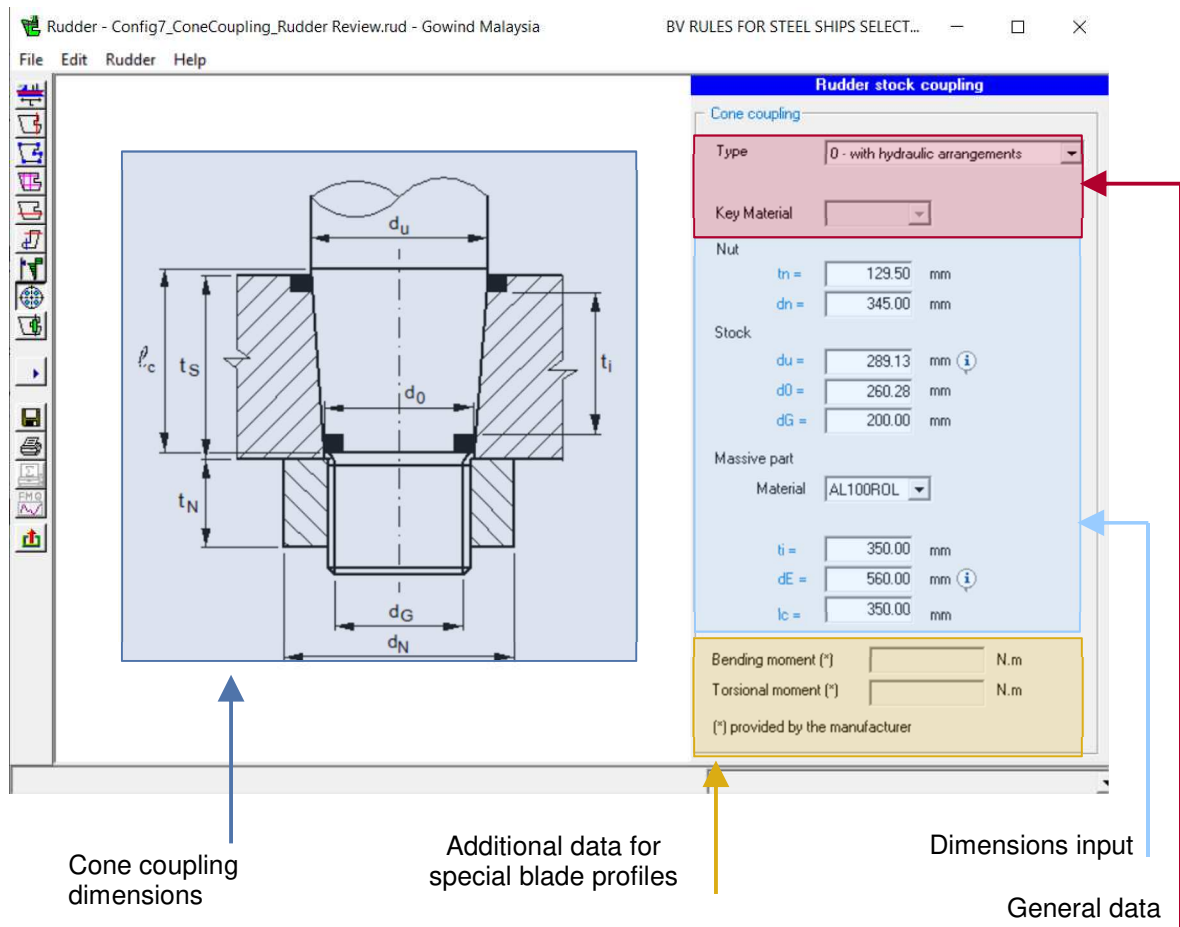 Rudder - Config7_ConeCoupling_Rudder Review.rud - Gowind Malaysia BV RULES FOR STEEL SHIPS SELECT...
File Edit Rudder Help
Rudder stock coupling
Cone coupling
Type 0 - with hydraulic arrangements
Key Material
Nut
tn = 129.50 mm
dn = 345.00 mm
Stock
du = 289.13 mm i
d0 = 260.28 mm
dG = 200.00 mm
Massive part
Material AL100ROL
ti = 350.00 mm
dE = 560.00 mm i
lc = 350.00 mm
Bending moment (*) N.m
Torsional moment (*) N.m
(*) provided by the manufacturer
du
ℓc tS ti
d0
tN
dG
dN
FMQ
Cone coupling
dimensions
Additional data for
special blade profiles
Dimensions input
General data